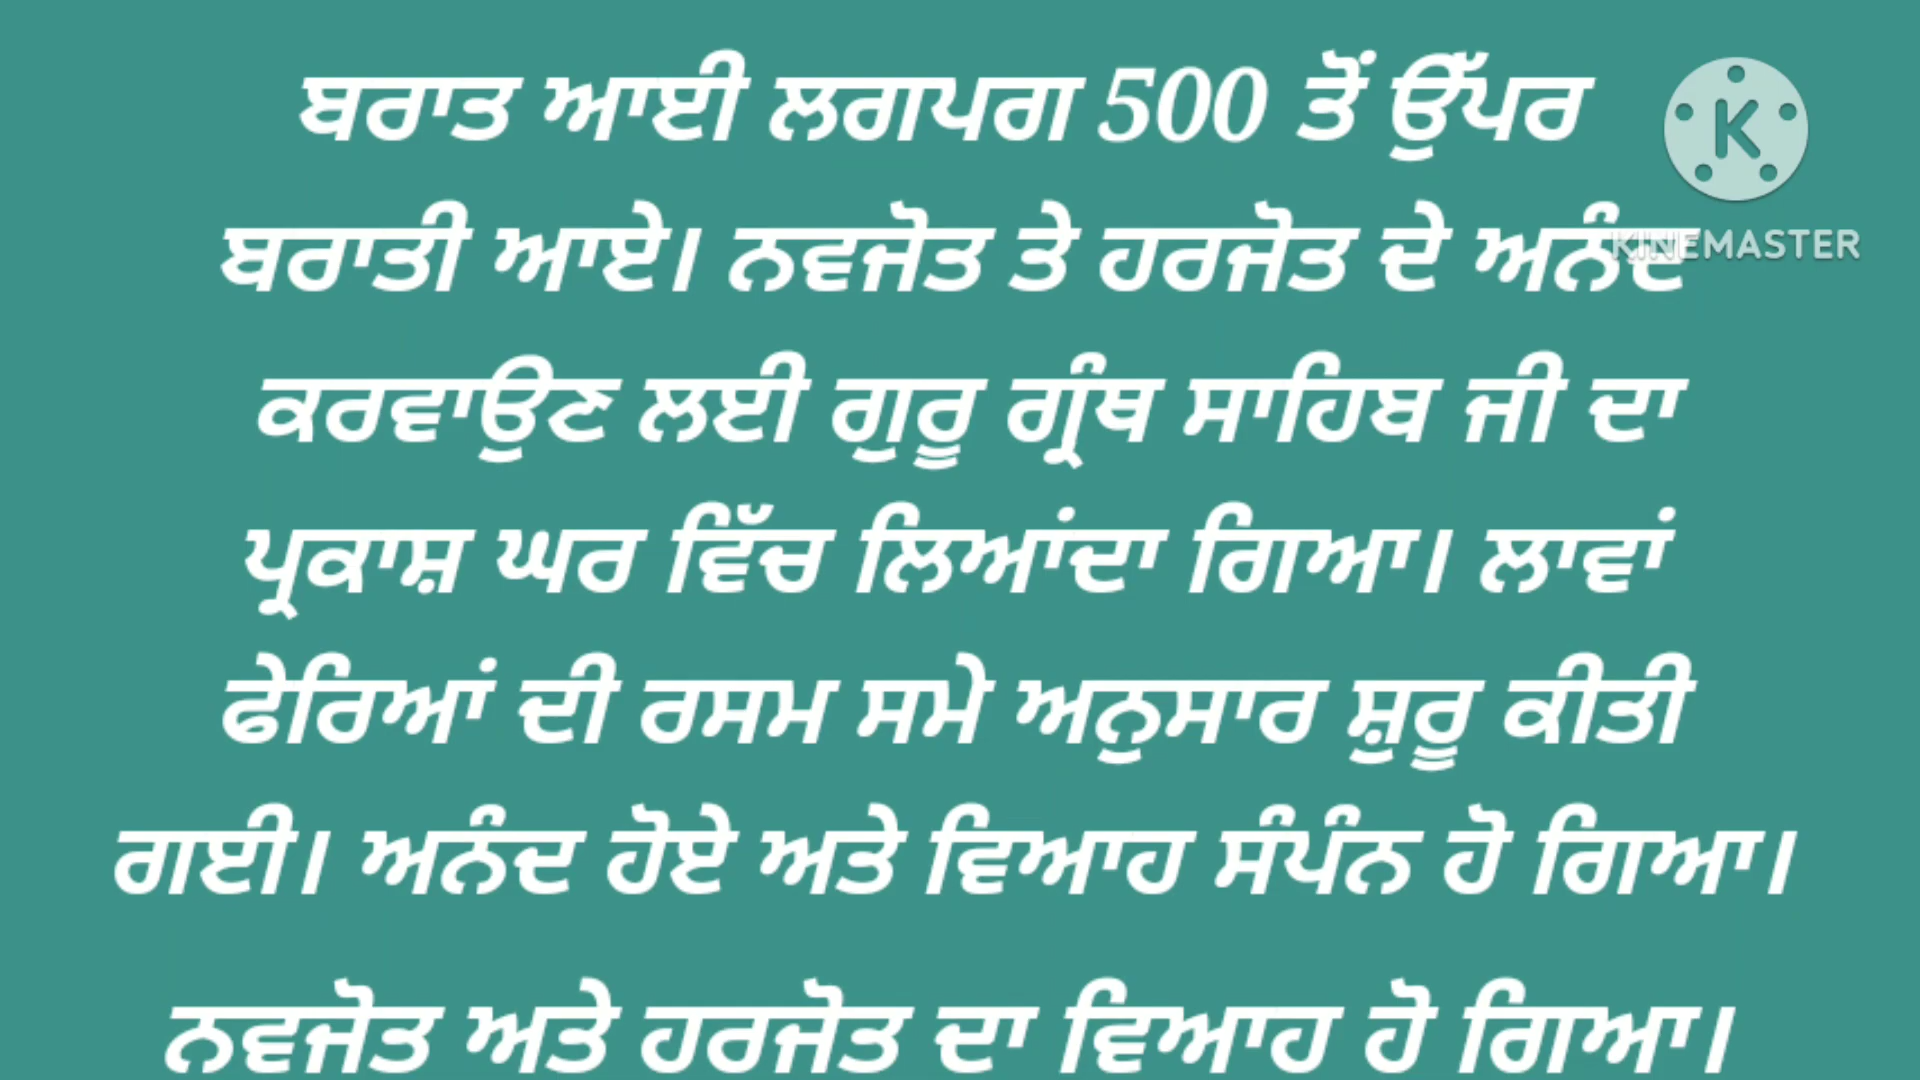 ਬਰਾਤ ਆਈ ਲਗਪਗ 500 ਤੋਂ ਉੱਪਰ
ਬਰਾਤੀ ਆਏ। ਨਵਜੋਤ ਤੇ ਹਰਜੋਤ ਦੇ ਅਨੰਦ
KINEMASTER
ਕਰਵਾਉਣ ਲਈ ਗੁਰੂ ਗ੍ਰੰਥ ਸਾਹਿਬ ਜੀ ਦਾ
ਪ੍ਰਕਾਸ਼ ਘਰ ਵਿੱਚ ਲਿਆਂਦਾ ਗਿਆ। ਲਾਵਾਂ
ਫੇਰਿਆਂ ਦੀ ਰਸਮ ਸਮੇ ਅਨੁਸਾਰ ਸ਼ੁਰੂ ਕੀਤੀ
ਗਈ। ਅਨੰਦ ਹੋਏ ਅਤੇ ਵਿਆਹ ਸੰਪੰਨ ਹੋ ਗਿਆ।
ਨਵਜੋਤ ਅਤੇ ਹਰਜੋਤ ਦਾ ਵਿਆਹ ਹੋ ਗਿਆ।